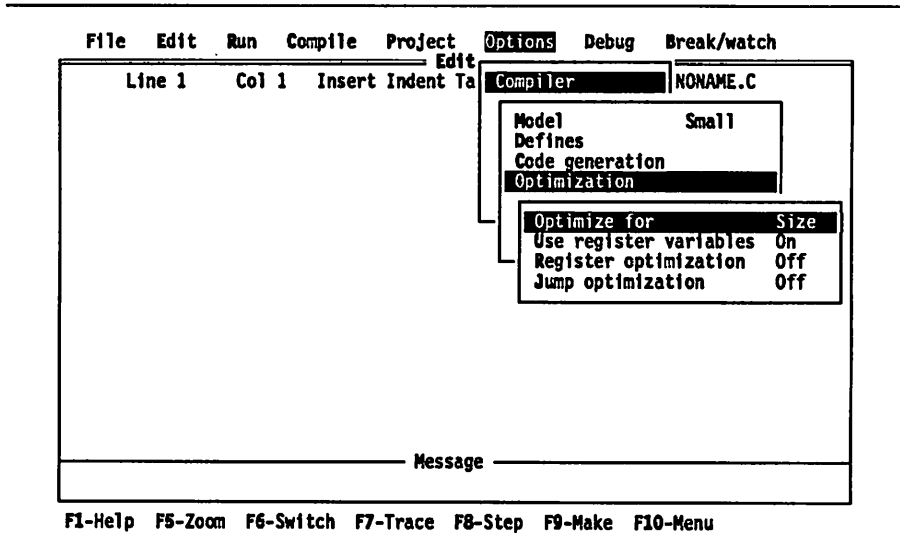 File Edit Run Compile Project Options Debug Break/watch
Edit
Line 1 Col 1 Insert Indent Ta Compiler NONAME.C
Model Small
Defines
Code generation
Optimization
Optimize for Size
Use register variables On
Register optimization Off
Jump optimization Off
Message
F1-Help F5-Zoom F6-Switch F7-Trace F8-Step F9-Make F10-Menu